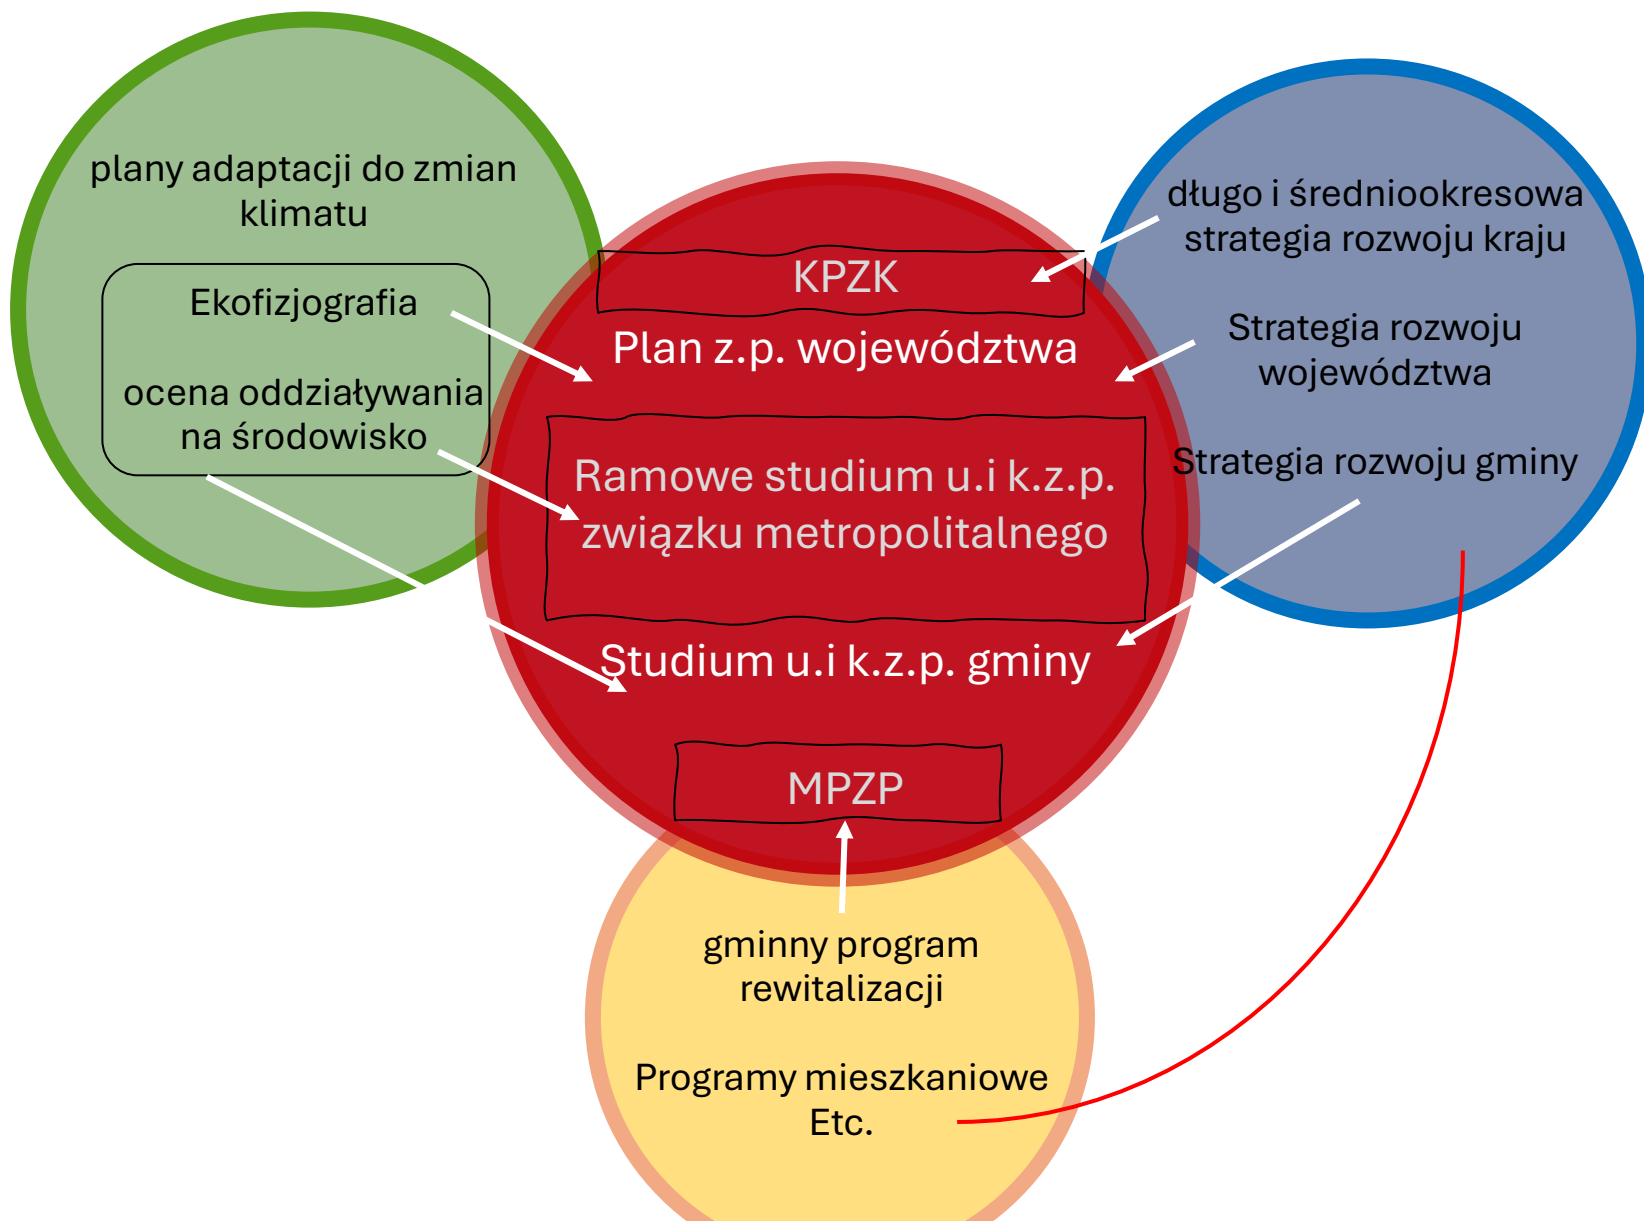 plany adaptacji do zmian
klimatu
Ekofizjografia
ocena oddziaływania
na środowisko
KPZK
Plan z.p. województwa
Ramowe studium u.i k.z.p.
związku metropolitalnego
Studium u.i k.z.p. gminy
MPZP
długo i średniookresowa
strategia rozwoju kraju
Strategia rozwoju
województwa
Strategia rozwoju gminy
gminny program
rewitalizacji
Programy mieszkaniowe
Etc.